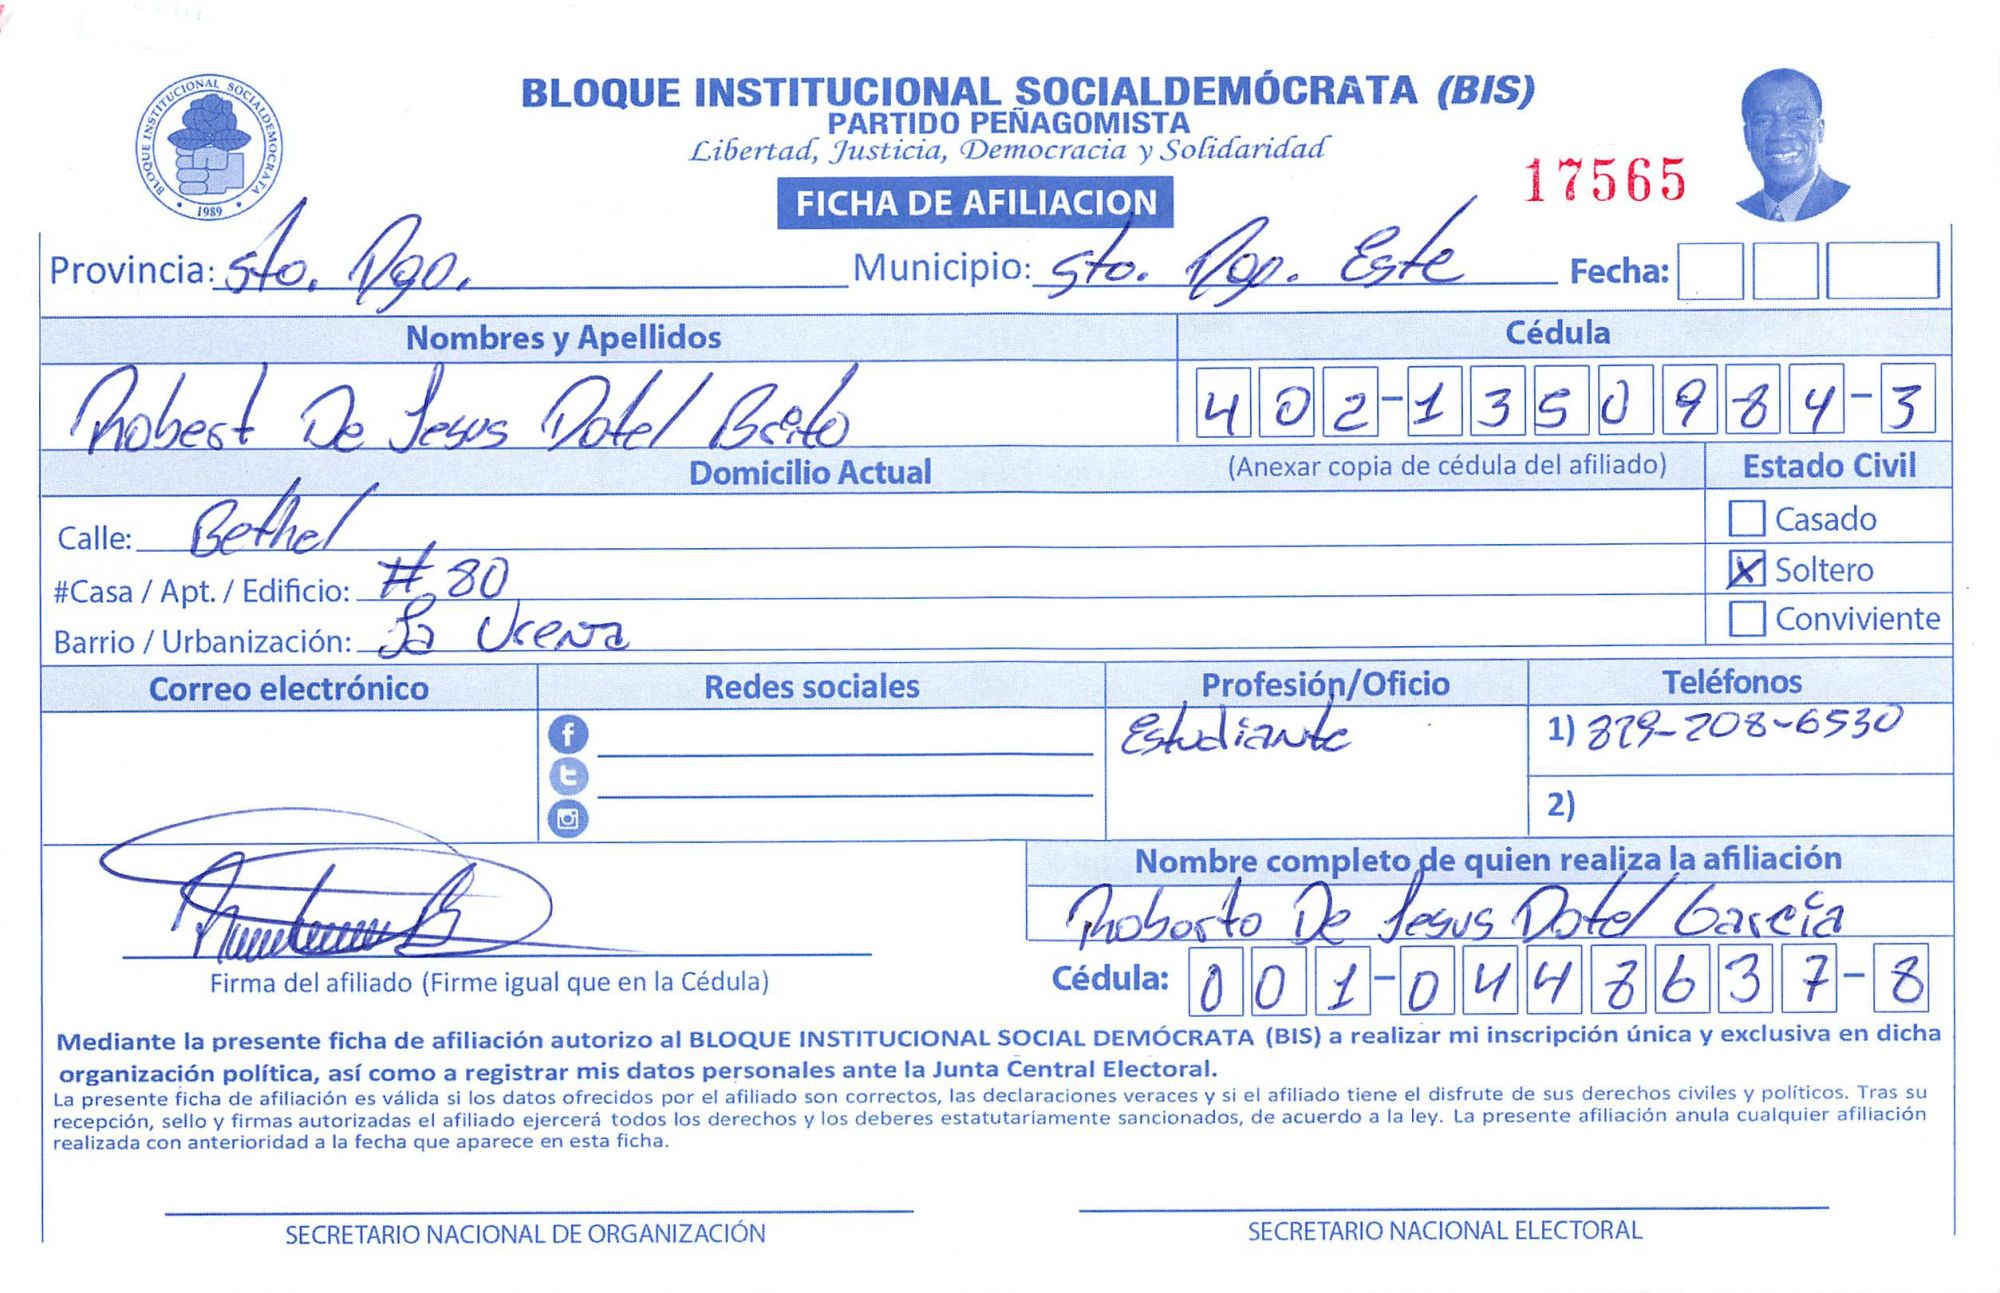 BLOQUE INSTITUCIONAL SOCIALDEMÓCRATA
1989
BLOQUE INSTITUCIONAL SOCIALDEMÓCRATA (BIS)
PARTIDO PEÑAGOMISTA
Libertad, Justicia, Democracia y Solidaridad
17565
FICHA DE AFILIACION
Provincia: Sto. Dgo. Municipio: Sto. Dgo. Este Fecha:
Nombres y Apellidos Cédula
Robert De Jesus Dotel Brito 402-1350984-3
Domicilio Actual (Anexar copia de cédula del afiliado) Estado Civil
Calle: Bethel Casado
#Casa / Apt. / Edificio: #80 X Soltero
Barrio / Urbanización: La Ucena Conviviente
Correo electrónico Redes sociales Profesión/Oficio Teléfonos
Estudiante 1) 829-208-6530
2)
Nombre completo de quien realiza la afiliación
Roberto De Jesus Dotel García
Firma del afiliado (Firme igual que en la Cédula) Cédula: 001-0448637-8
Mediante la presente ficha de afiliación autorizo al BLOQUE INSTITUCIONAL SOCIAL DEMÓCRATA (BIS) a realizar mi inscripción única y exclusiva en dicha
organización política, así como a registrar mis datos personales ante la Junta Central Electoral.
La presente ficha de afiliación es válida si los datos ofrecidos por el afiliado son correctos, las declaraciones veraces y si el afiliado tiene el disfrute de sus derechos civiles y políticos. Tras su
recepción, sello y firmas autorizadas el afiliado ejercerá todos los derechos y los deberes estatutariamente sancionados, de acuerdo a la ley. La presente afiliación anula cualquier afiliación
realizada con anterioridad a la fecha que aparece en esta ficha.
SECRETARIO NACIONAL DE ORGANIZACIÓN SECRETARIO NACIONAL ELECTORAL